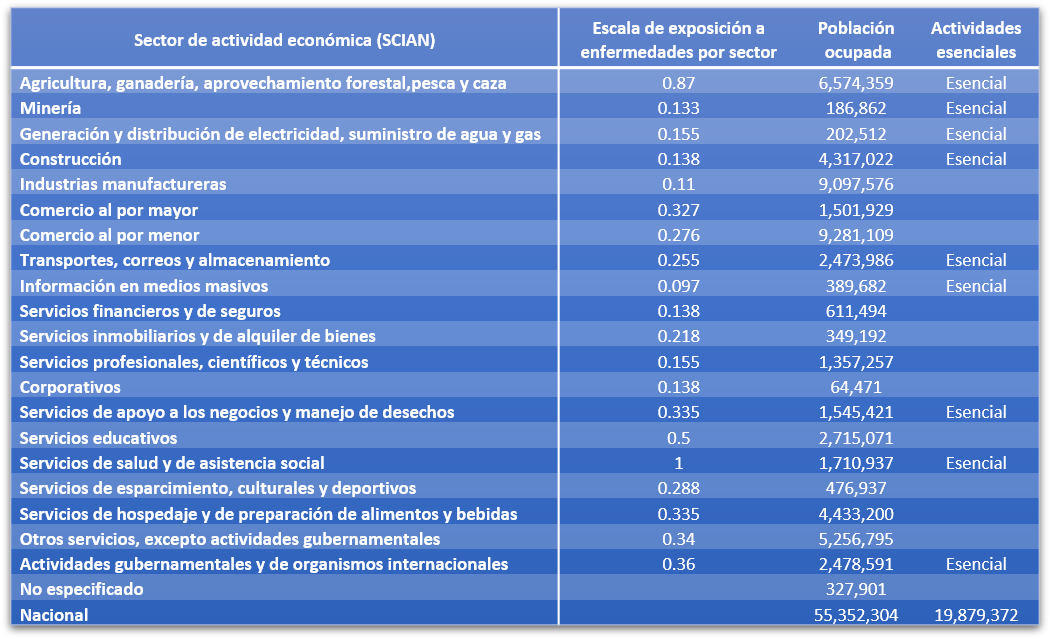 Sector de actividad económica (SCIAN) Escala de exposición a enfermedades por sector Población ocupada Actividades esenciales
Agricultura, ganadería, aprovechamiento forestal,pesca y caza 0.87 6,574,359 Esencial
Minería 0.133 186,862 Esencial
Generación y distribución de electricidad, suministro de agua y gas 0.155 202,512 Esencial
Construcción 0.138 4,317,022 Esencial
Industrias manufactureras 0.11 9,097,576
Comercio al por mayor 0.327 1,501,929
Comercio al por menor 0.276 9,281,109
Transportes, correos y almacenamiento 0.255 2,473,986 Esencial
Información en medios masivos 0.097 389,682 Esencial
Servicios financieros y de seguros 0.138 611,494
Servicios inmobiliarios y de alquiler de bienes 0.218 349,192
Servicios profesionales, científicos y técnicos 0.155 1,357,257
Corporativos 0.138 64,471
Servicios de apoyo a los negocios y manejo de desechos 0.335 1,545,421 Esencial
Servicios educativos 0.5 2,715,071
Servicios de salud y de asistencia social 1 1,710,937 Esencial
Servicios de esparcimiento, culturales y deportivos 0.288 476,937
Servicios de hospedaje y de preparación de alimentos y bebidas 0.335 4,433,200
Otros servicios, excepto actividades gubernamentales 0.34 5,256,795
Actividades gubernamentales y de organismos internacionales 0.36 2,478,591 Esencial
No especificado 327,901
Nacional 55,352,304 19,879,372